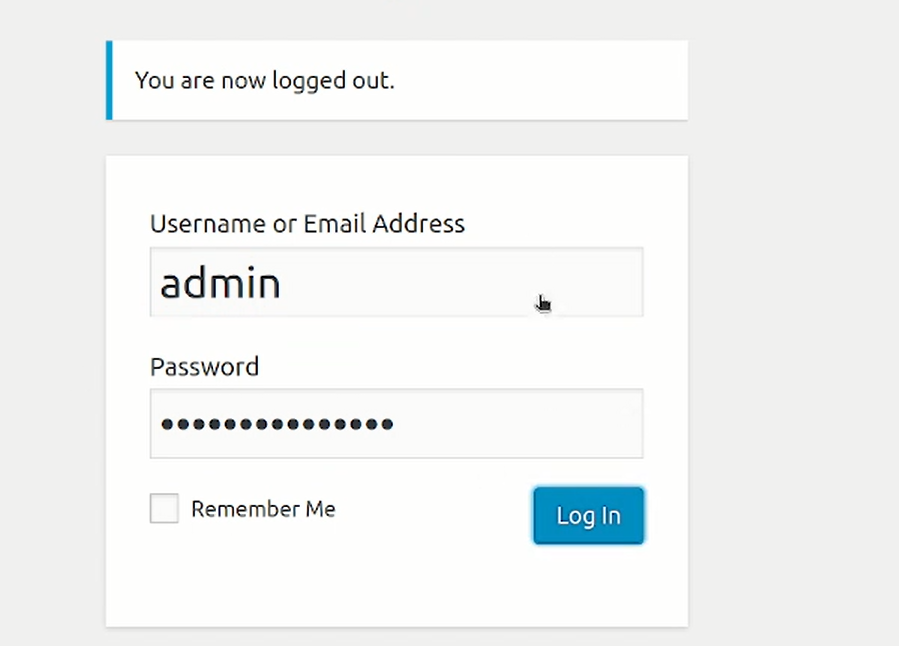 You are now logged out.
Username or Email Address
admin
Password
•••••••••••••••
Remember Me
Log In